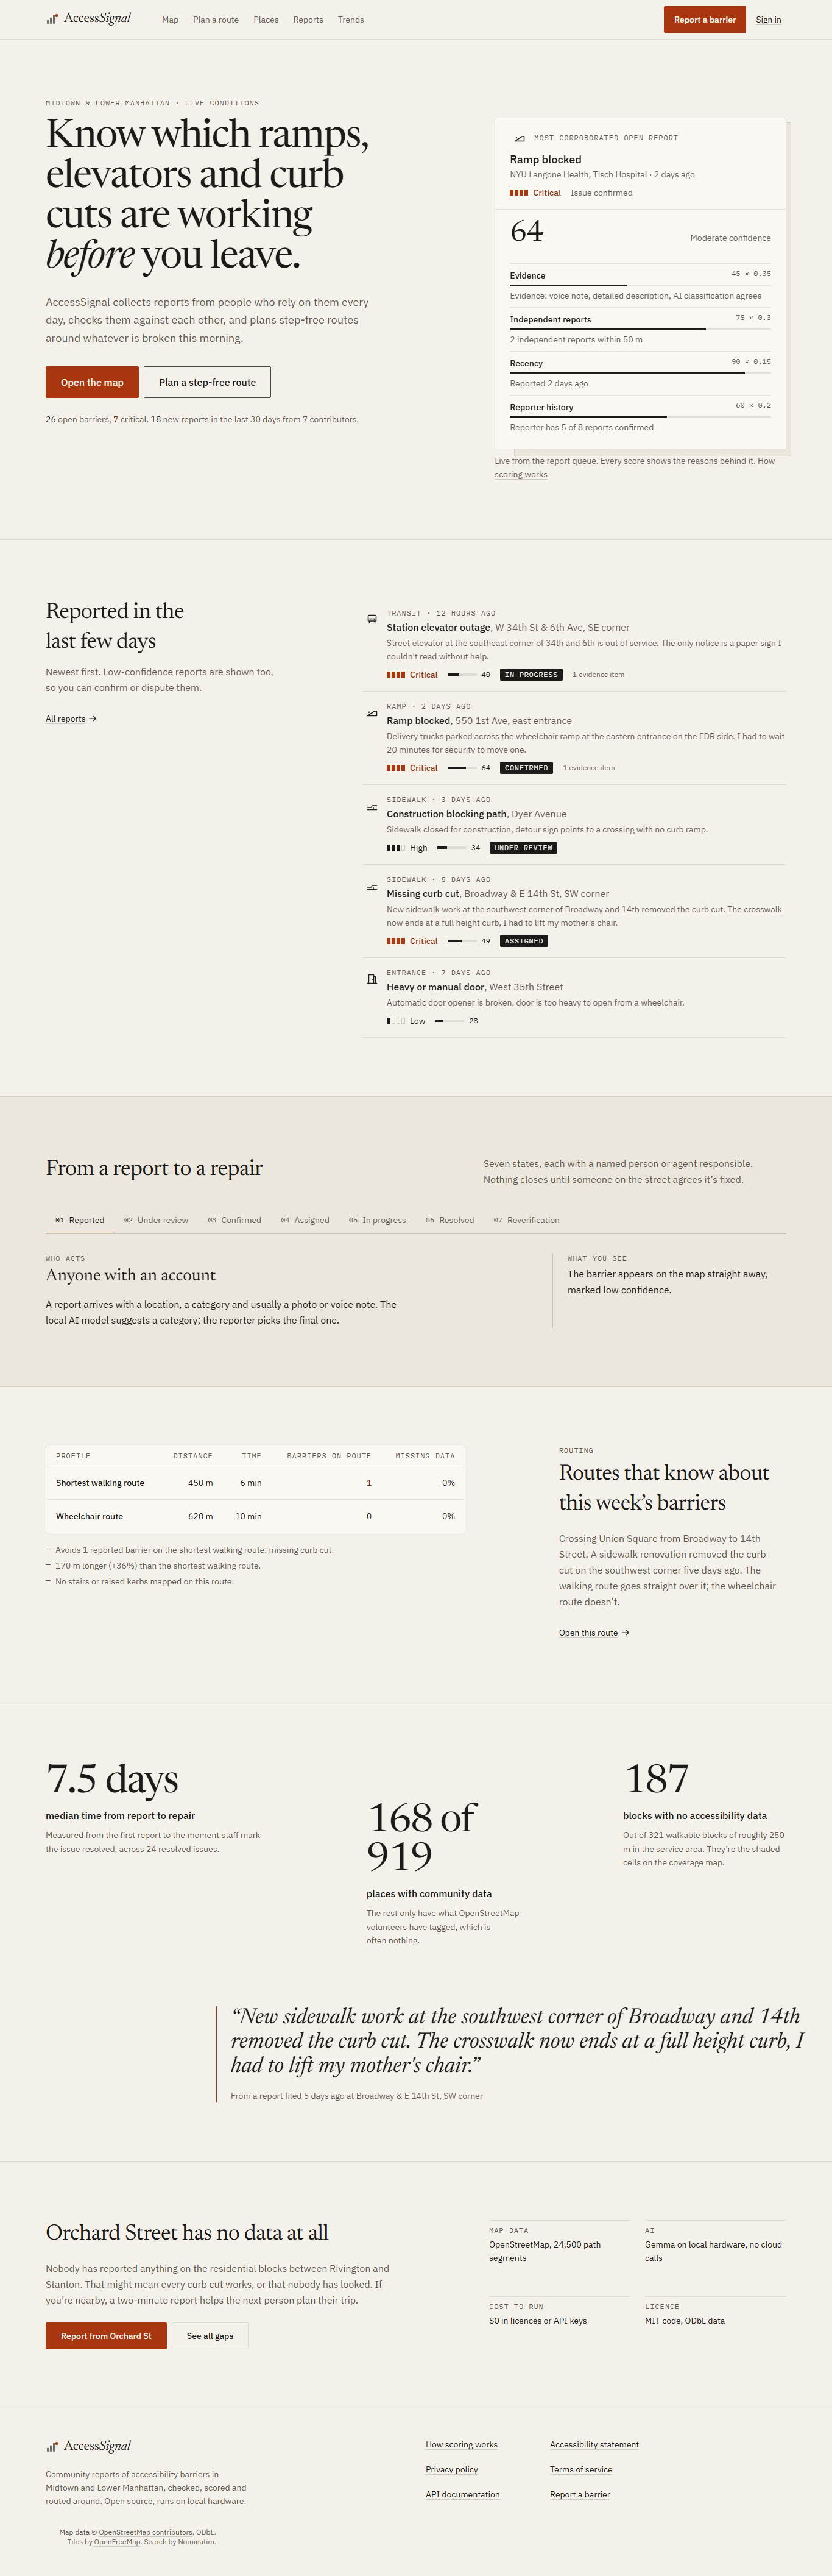 AccessSignal
Map
Plan a route
Places
Reports
Trends
Report a barrier
Sign in
MIDTOWN & LOWER MANHATTAN · LIVE CONDITIONS
Know which ramps,
elevators and curb
cuts are working
before you leave.
AccessSignal collects reports from people who rely on them every
day, checks them against each other, and plans step-free routes
around whatever is broken this morning.
Open the map
Plan a step-free route
26 open barriers, 7 critical. 18 new reports in the last 30 days from 7 contributors.
MOST CORROBORATED OPEN REPORT
Ramp blocked
NYU Langone Health, Tisch Hospital · 2 days ago
Critical Issue confirmed
64
Moderate confidence
Evidence 45 × 0.35
Evidence: voice note, detailed description, AI classification agrees
Independent reports 75 × 0.3
2 independent reports within 50 m
Recency 90 × 0.15
Reported 2 days ago
Reporter history 60 × 0.2
Reporter has 5 of 8 reports confirmed
Live from the report queue. Every score shows the reasons behind it. How
scoring works
Reported in the
last few days
Newest first. Low-confidence reports are shown too,
so you can confirm or dispute them.
All reports →
TRANSIT · 12 HOURS AGO
Station elevator outage, W 34th St & 6th Ave, SE corner
Street elevator at the southeast corner of 34th and 6th is out of service. The only notice is a paper sign I
couldn't read without help.
Critical 40 IN PROGRESS 1 evidence item
RAMP · 2 DAYS AGO
Ramp blocked, 550 1st Ave, east entrance
Delivery trucks parked across the wheelchair ramp at the eastern entrance on the FDR side. I had to wait
20 minutes for security to move one.
Critical 64 CONFIRMED 1 evidence item
SIDEWALK · 3 DAYS AGO
Construction blocking path, Dyer Avenue
Sidewalk closed for construction, detour sign points to a crossing with no curb ramp.
High 34 UNDER REVIEW
SIDEWALK · 5 DAYS AGO
Missing curb cut, Broadway & E 14th St, SW corner
New sidewalk work at the southwest corner of Broadway and 14th removed the curb cut. The crosswalk
now ends at a full height curb, I had to lift my mother's chair.
Critical 49 ASSIGNED
ENTRANCE · 7 DAYS AGO
Heavy or manual door, West 35th Street
Automatic door opener is broken, door is too heavy to open from a wheelchair.
Low 28
From a report to a repair
Seven states, each with a named person or agent responsible.
Nothing closes until someone on the street agrees it's fixed.
01 Reported
02 Under review
03 Confirmed
04 Assigned
05 In progress
06 Resolved
07 Reverification
WHO ACTS
Anyone with an account
A report arrives with a location, a category and usually a photo or voice note. The
local AI model suggests a category; the reporter picks the final one.
WHAT YOU SEE
The barrier appears on the map straight away,
marked low confidence.
PROFILE DISTANCE TIME BARRIERS ON ROUTE MISSING DATA
Shortest walking route 450 m 6 min 1 0%
Wheelchair route 620 m 10 min 0 0%
– Avoids 1 reported barrier on the shortest walking route: missing curb cut.
– 170 m longer (+36%) than the shortest walking route.
– No stairs or raised kerbs mapped on this route.
ROUTING
Routes that know about
this week's barriers
Crossing Union Square from Broadway to 14th
Street. A sidewalk renovation removed the curb
cut on the southwest corner five days ago. The
walking route goes straight over it; the wheelchair
route doesn't.
Open this route →
7.5 days
median time from report to repair
Measured from the first report to the moment staff mark
the issue resolved, across 24 resolved issues.
168 of
919
places with community data
The rest only have what OpenStreetMap
volunteers have tagged, which is
often nothing.
187
blocks with no accessibility data
Out of 321 walkable blocks of roughly 250
m in the service area. They're the shaded
cells on the coverage map.
“New sidewalk work at the southwest corner of Broadway and 14th
removed the curb cut. The crosswalk now ends at a full height curb, I
had to lift my mother's chair.”
From a report filed 5 days ago at Broadway & E 14th St, SW corner
Orchard Street has no data at all
Nobody has reported anything on the residential blocks between Rivington and
Stanton. That might mean every curb cut works, or that nobody has looked. If
you're nearby, a two-minute report helps the next person plan their trip.
Report from Orchard St
See all gaps
MAP DATA
OpenStreetMap, 24,500 path
segments
AI
Gemma on local hardware, no cloud
calls
COST TO RUN
$0 in licences or API keys
LICENCE
MIT code, ODbL data
AccessSignal
Community reports of accessibility barriers in
Midtown and Lower Manhattan, checked, scored and
routed around. Open source, runs on local hardware.
Map data © OpenStreetMap contributors, ODbL.
Tiles by OpenFreeMap. Search by Nominatim.
How scoring works
Accessibility statement
Privacy policy
Terms of service
API documentation
Report a barrier